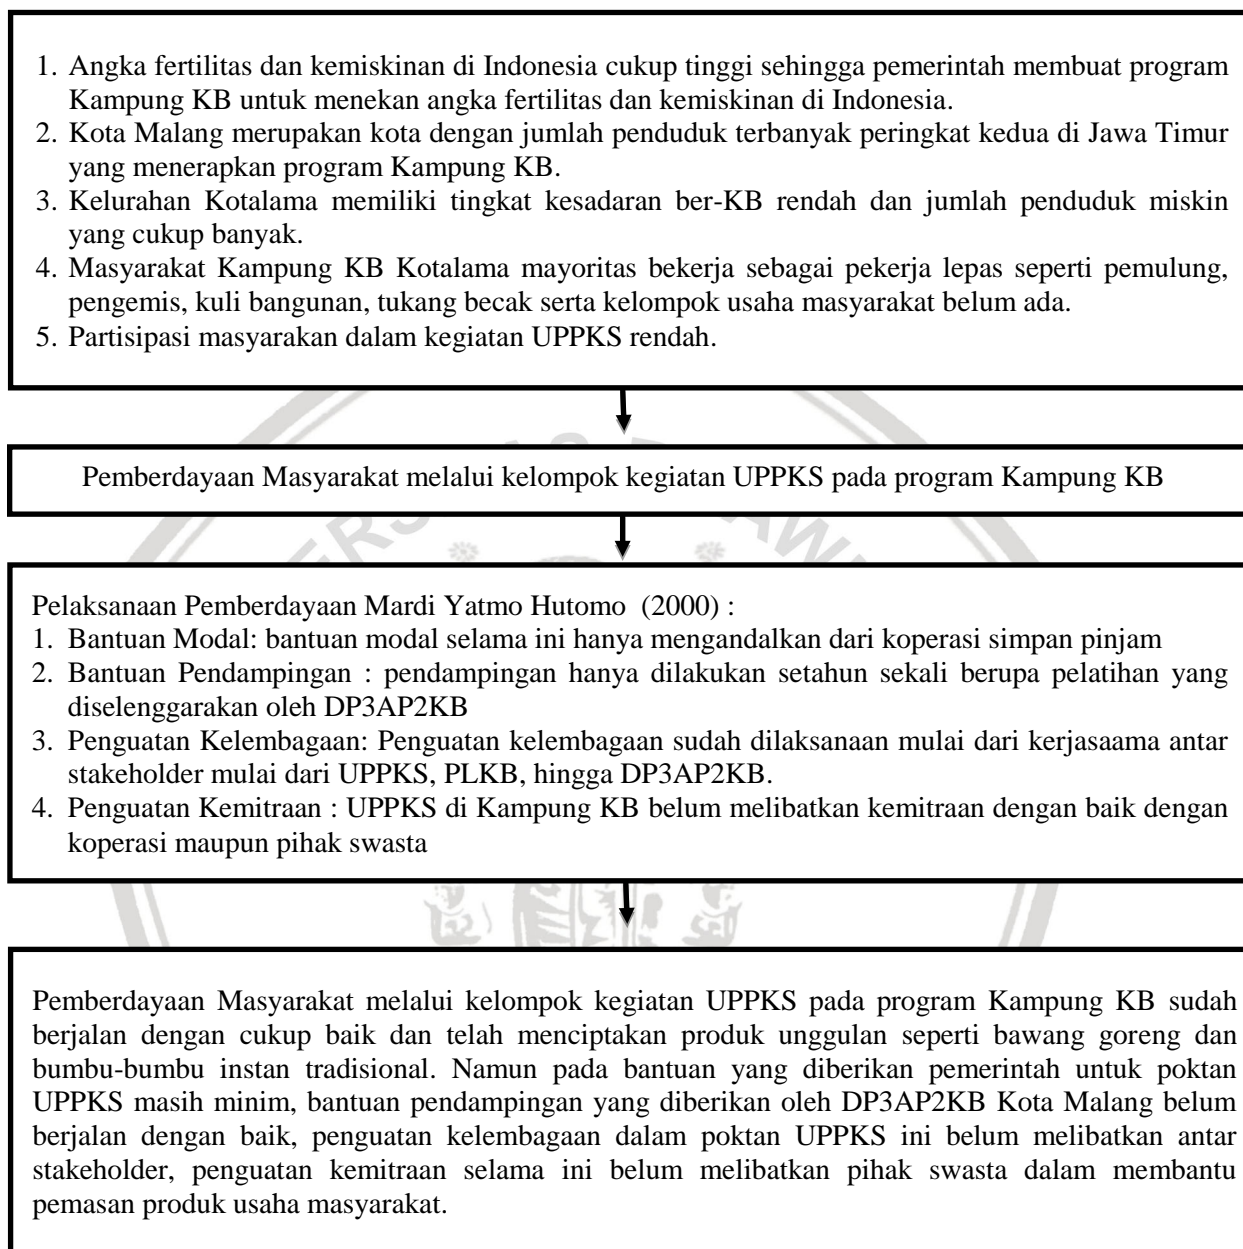 1. Angka fertilitas dan kemiskinan di Indonesia cukup tinggi sehingga pemerintah membuat program
Kampung KB untuk menekan angka fertilitas dan kemiskinan di Indonesia.
2. Kota Malang merupakan kota dengan jumlah penduduk terbanyak peringkat kedua di Jawa Timur
yang menerapkan program Kampung KB.
3. Kelurahan Kotalama memiliki tingkat kesadaran ber-KB rendah dan jumlah penduduk miskin
yang cukup banyak.
4. Masyarakat Kampung KB Kotalama mayoritas bekerja sebagai pekerja lepas seperti pemulung,
pengemis, kuli bangunan, tukang becak serta kelompok usaha masyarakat belum ada.
5. Partisipasi masyarakan dalam kegiatan UPPKS rendah.
Pemberdayaan Masyarakat melalui kelompok kegiatan UPPKS pada program Kampung KB
Pelaksanaan Pemberdayaan Mardi Yatmo Hutomo (2000) :
1. Bantuan Modal: bantuan modal selama ini hanya mengandalkan dari koperasi simpan pinjam
2. Bantuan Pendampingan : pendampingan hanya dilakukan setahun sekali berupa pelatihan yang
diselenggarakan oleh DP3AP2KB
3. Penguatan Kelembagaan: Penguatan kelembagaan sudah dilaksanaan mulai dari kerjasaama antar
stakeholder mulai dari UPPKS, PLKB, hingga DP3AP2KB.
4. Penguatan Kemitraan : UPPKS di Kampung KB belum melibatkan kemitraan dengan baik dengan
koperasi maupun pihak swasta
Pemberdayaan Masyarakat melalui kelompok kegiatan UPPKS pada program Kampung KB sudah
berjalan dengan cukup baik dan telah menciptakan produk unggulan seperti bawang goreng dan
bumbu-bumbu instan tradisional. Namun pada bantuan yang diberikan pemerintah untuk poktan
UPPKS masih minim, bantuan pendampingan yang diberikan oleh DP3AP2KB Kota Malang belum
berjalan dengan baik, penguatan kelembagaan dalam poktan UPPKS ini belum melibatkan antar
stakeholder, penguatan kemitraan selama ini belum melibatkan pihak swasta dalam membantu
pemasan produk usaha masyarakat.